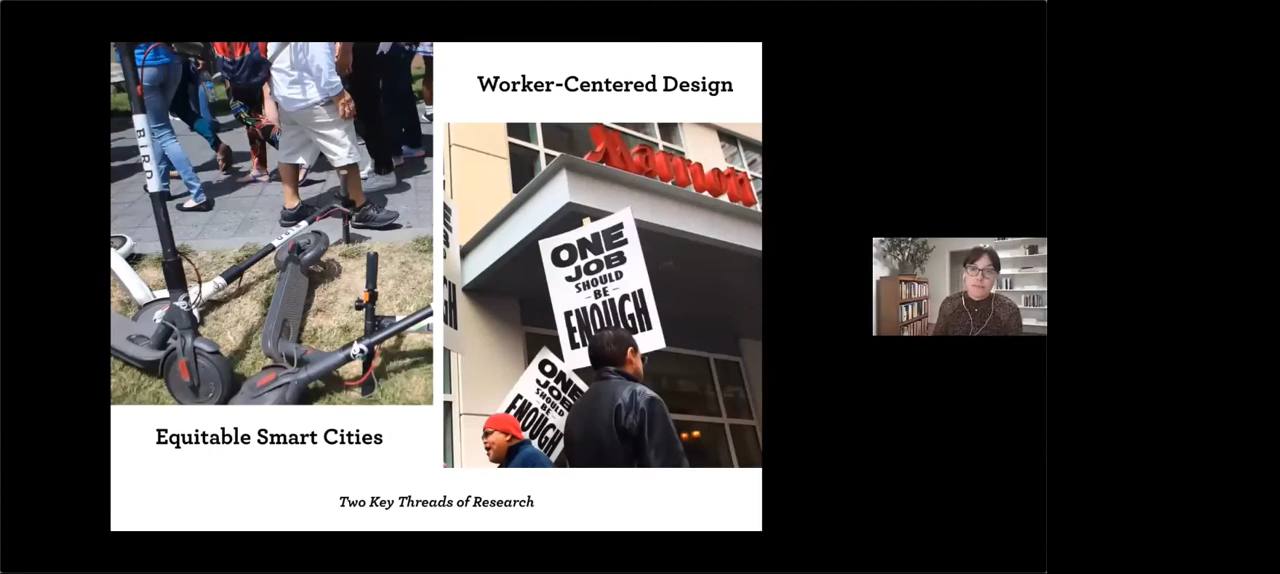 Worker-Centered Design
BIRD
Marriott
ONE
JOB
SHOULD
- BE -
ENOUGH
ONE
JOB
SHOULD
- BE -
ENOUGH
Equitable Smart Cities
Two Key Threads of Research